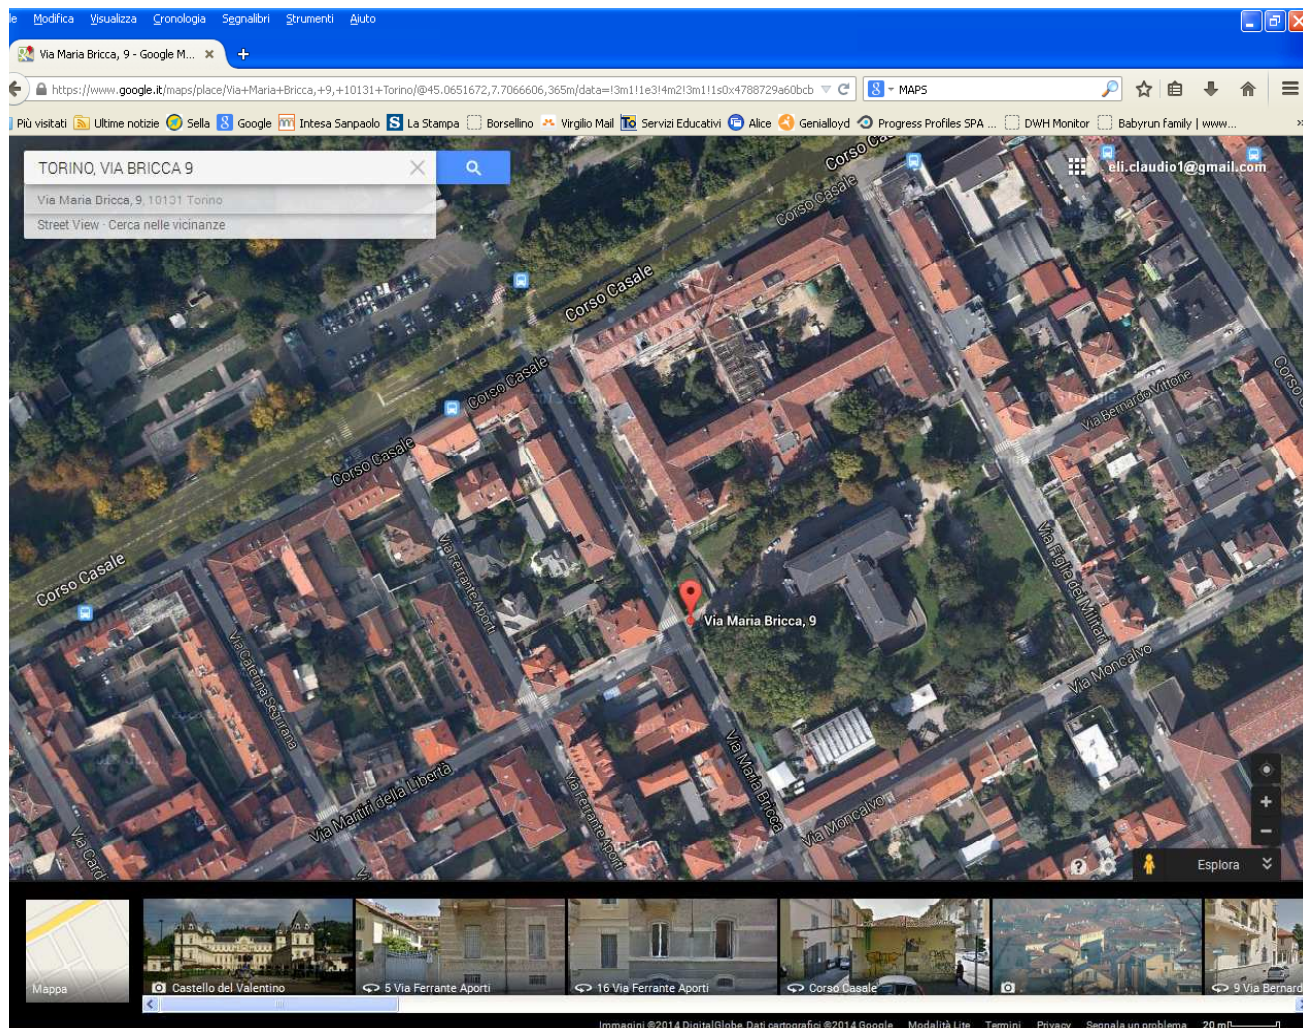 le Modifica Visualizza Cronologia Segnalibri Strumenti Aiuto
Via Maria Bricca, 9 - Google M...
https://www.google.it/maps/place/Via+Maria+Bricca,+9,+10131+Torino/@45.0651672,7.7066606,365m/data=!3m1!1e3!4m2!3m1!1s0x4788729a60bcb
8 MAPS
Più visitati Ultime notizie Sella 8 Google Intesa Sanpaolo S La Stampa Borsellino Virgilio Mail To Servizi Educativi Alice Genialloyd Progress Profiles SPA ... DWH Monitor Babyrun family | www... »
TORINO, VIA BRICCA 9
Via Maria Bricca, 9, 10131 Torino
Street View · Cerca nelle vicinanze
eli.claudio1@gmail.com
Corso Casale
Corso Casale
Corso Casale
Corso Casale
Corso Casale
Corso
Via Bernardo Vittone
Corso Casale
Via Ferrante Aporti
Via Figlie dei Militari
Via Maria Bricca, 9
Via Caterina Segurana
Via Moncalvo
Via Martiri della Libertà
Via Maria Bricca
Via Moncalvo
Via Ferrante Aporti
Via Cardi
?
Esplora
Mappa
Castello del Valentino
5 Via Ferrante Aporti
16 Via Ferrante Aporti
Corso Casale
9 Via Bernard
Immagini ©2014 DigitalGlobe, Dati cartografici ©2014 Google Modalità Lite Termini Privacy Segnala un problema 20 m